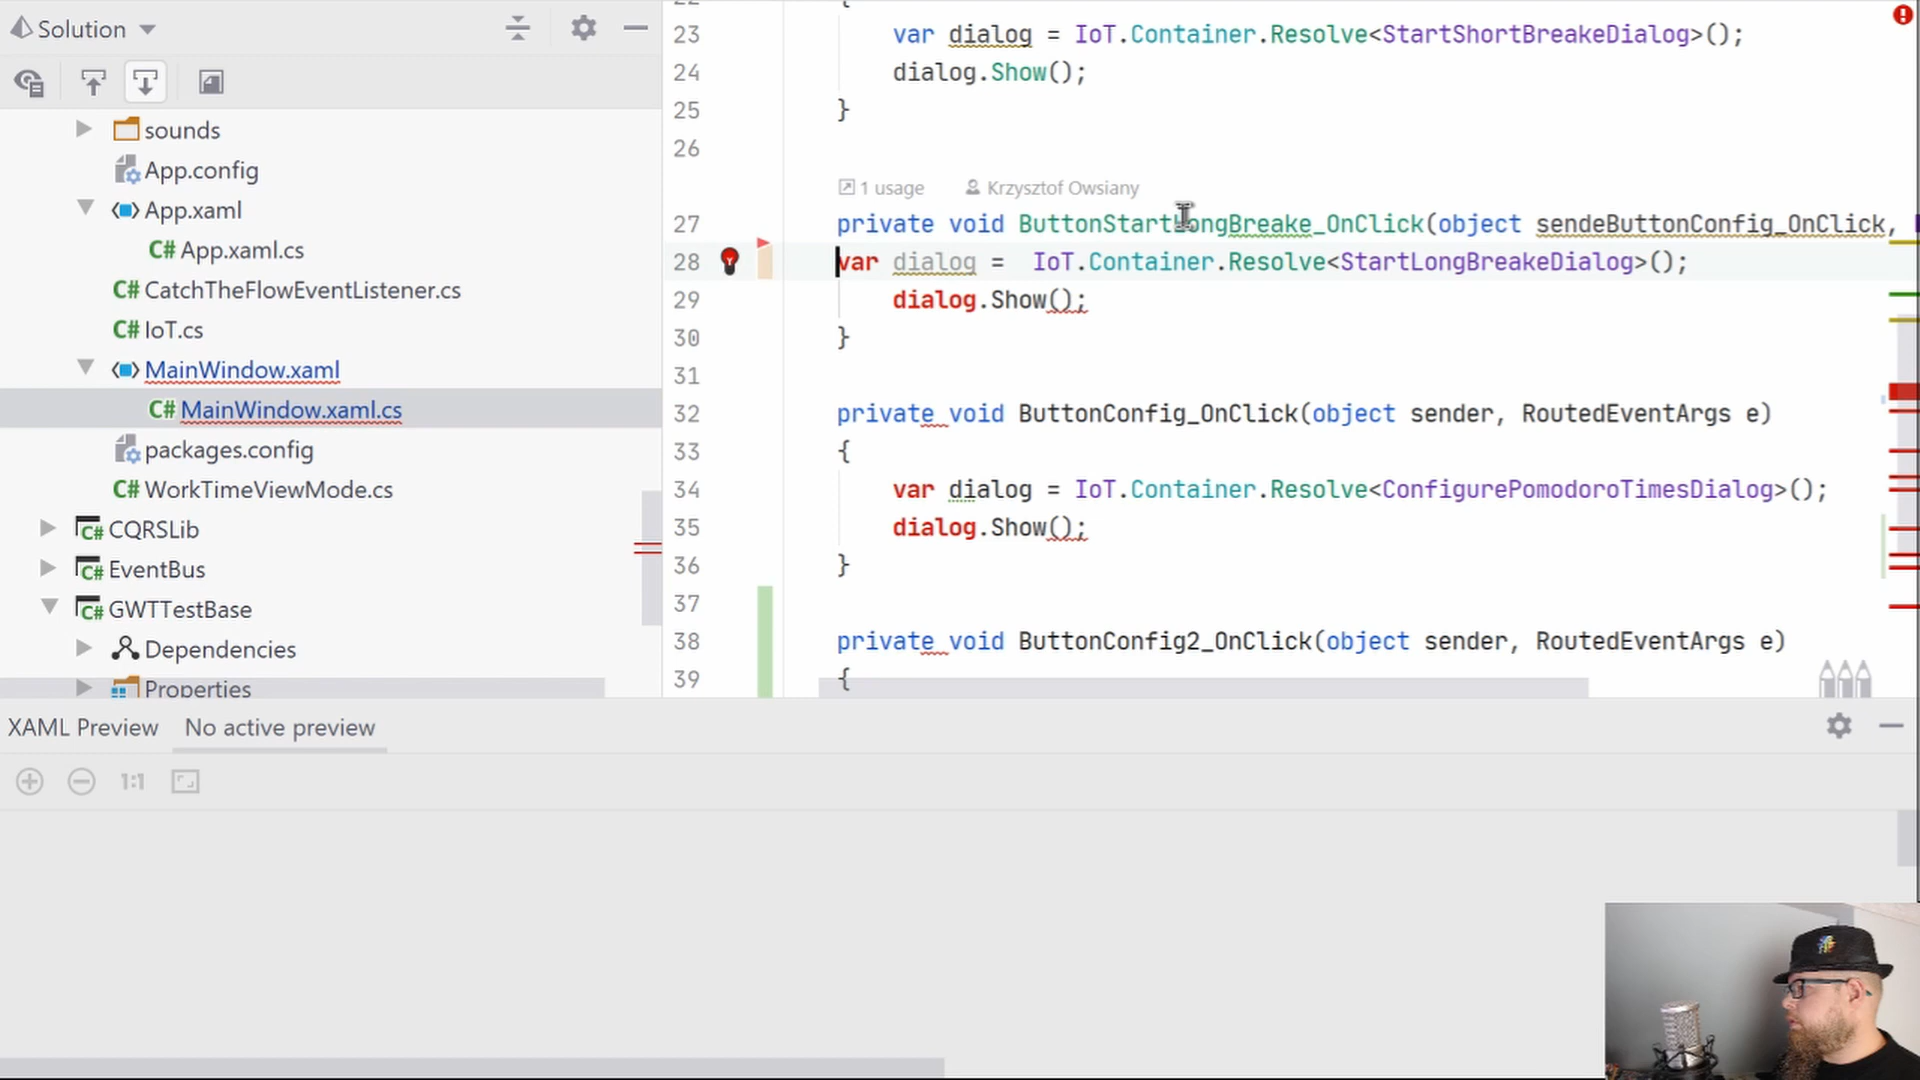 Solution
sounds
App.config
App.xaml
C# App.xaml.cs
C# CatchTheFlowEventListener.cs
C# IoT.cs
MainWindow.xaml
C# MainWindow.xaml.cs
packages.config
C# WorkTimeViewMode.cs
C# CQRSLib
C# EventBus
C# GWTTestBase
Dependencies
Properties
23 var dialog = IoT.Container.Resolve<StartShortBreakeDialog>();
24 dialog.Show();
25 }
26
1 usage Krzysztof Owsiany
27 private void ButtonStartLongBreake_OnClick(object sendeButtonConfig_OnClick,
28 var dialog =  IoT.Container.Resolve<StartLongBreakeDialog>();
29 dialog.Show();
30 }
31
32 private void ButtonConfig_OnClick(object sender, RoutedEventArgs e)
33 {
34 var dialog = IoT.Container.Resolve<ConfigurePomodoroTimesDialog>();
35 dialog.Show();
36 }
37
38 private void ButtonConfig2_OnClick(object sender, RoutedEventArgs e)
39 {
XAML Preview No active preview
1:1